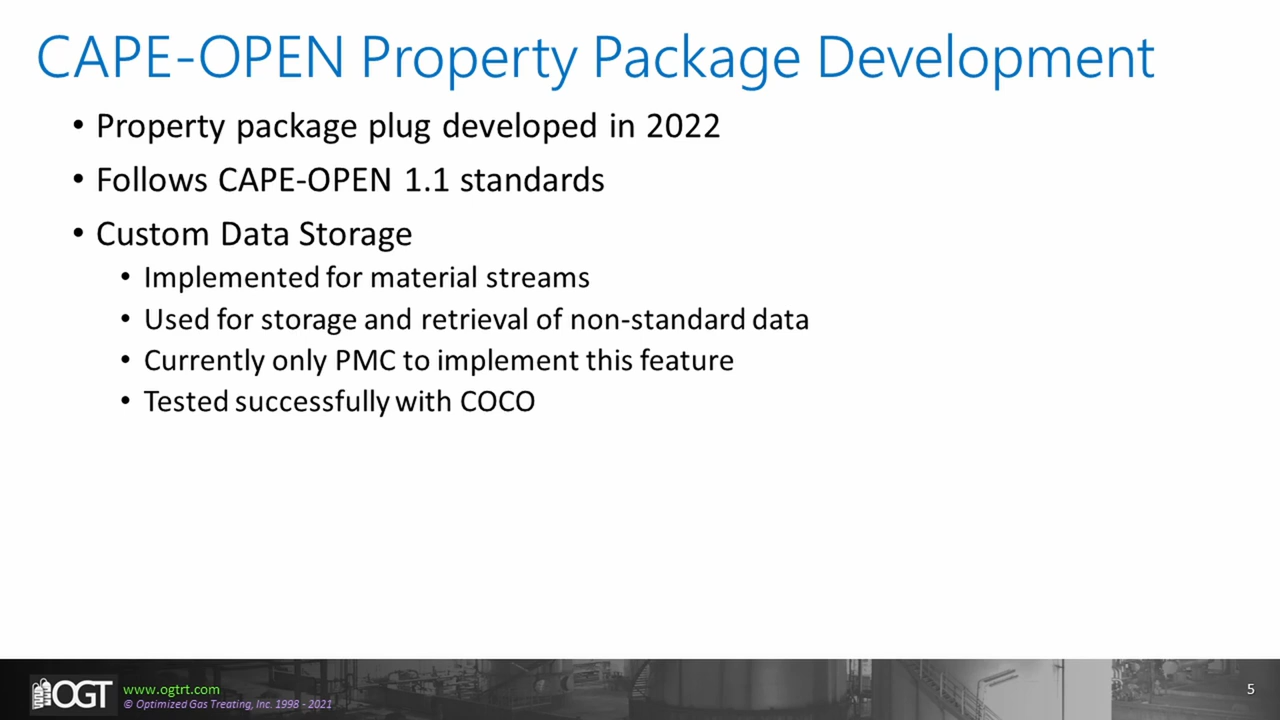 CAPE-OPEN Property Package Development
• Property package plug developed in 2022
• Follows CAPE-OPEN 1.1 standards
• Custom Data Storage
• Implemented for material streams
• Used for storage and retrieval of non-standard data
• Currently only PMC to implement this feature
• Tested successfully with COCO
OGT
www.ogtrt.com
© Optimized Gas Treating, Inc. 1998 - 2021
5